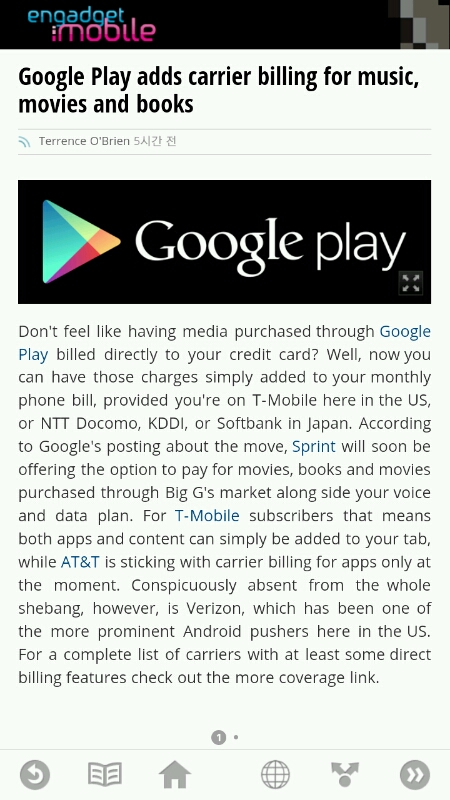 engadget
mobile
Google Play adds carrier billing for music,
movies and books
Terrence O'Brien 5시간 전
Google play
Don't feel like having media purchased through Google
Play billed directly to your credit card? Well, now you
can have those charges simply added to your monthly
phone bill, provided you're on T-Mobile here in the US,
or NTT Docomo, KDDI, or Softbank in Japan. According
to Google's posting about the move, Sprint will soon be
offering the option to pay for movies, books and movies
purchased through Big G's market along side your voice
and data plan. For T-Mobile subscribers that means
both apps and content can simply be added to your tab,
while AT&T is sticking with carrier billing for apps only at
the moment. Conspicuously absent from the whole
shebang, however, is Verizon, which has been one of
the more prominent Android pushers here in the US.
For a complete list of carriers with at least some direct
billing features check out the more coverage link.
1